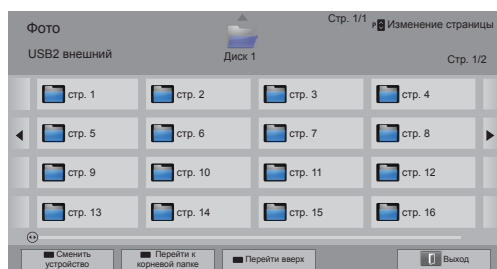 Фото
Стр. 1/1 P Изменение страницы
USB2 внешний
Диск 1
Стр. 1/2
стр. 1 стр. 2 стр. 3 стр. 4
стр. 5 стр. 6 стр. 7 стр. 8
стр. 9 стр. 10 стр. 11 стр. 12
стр. 13 стр. 14 стр. 15 стр. 16
Сменить устройство
Перейти к корневой папке
Перейти вверх
Выход